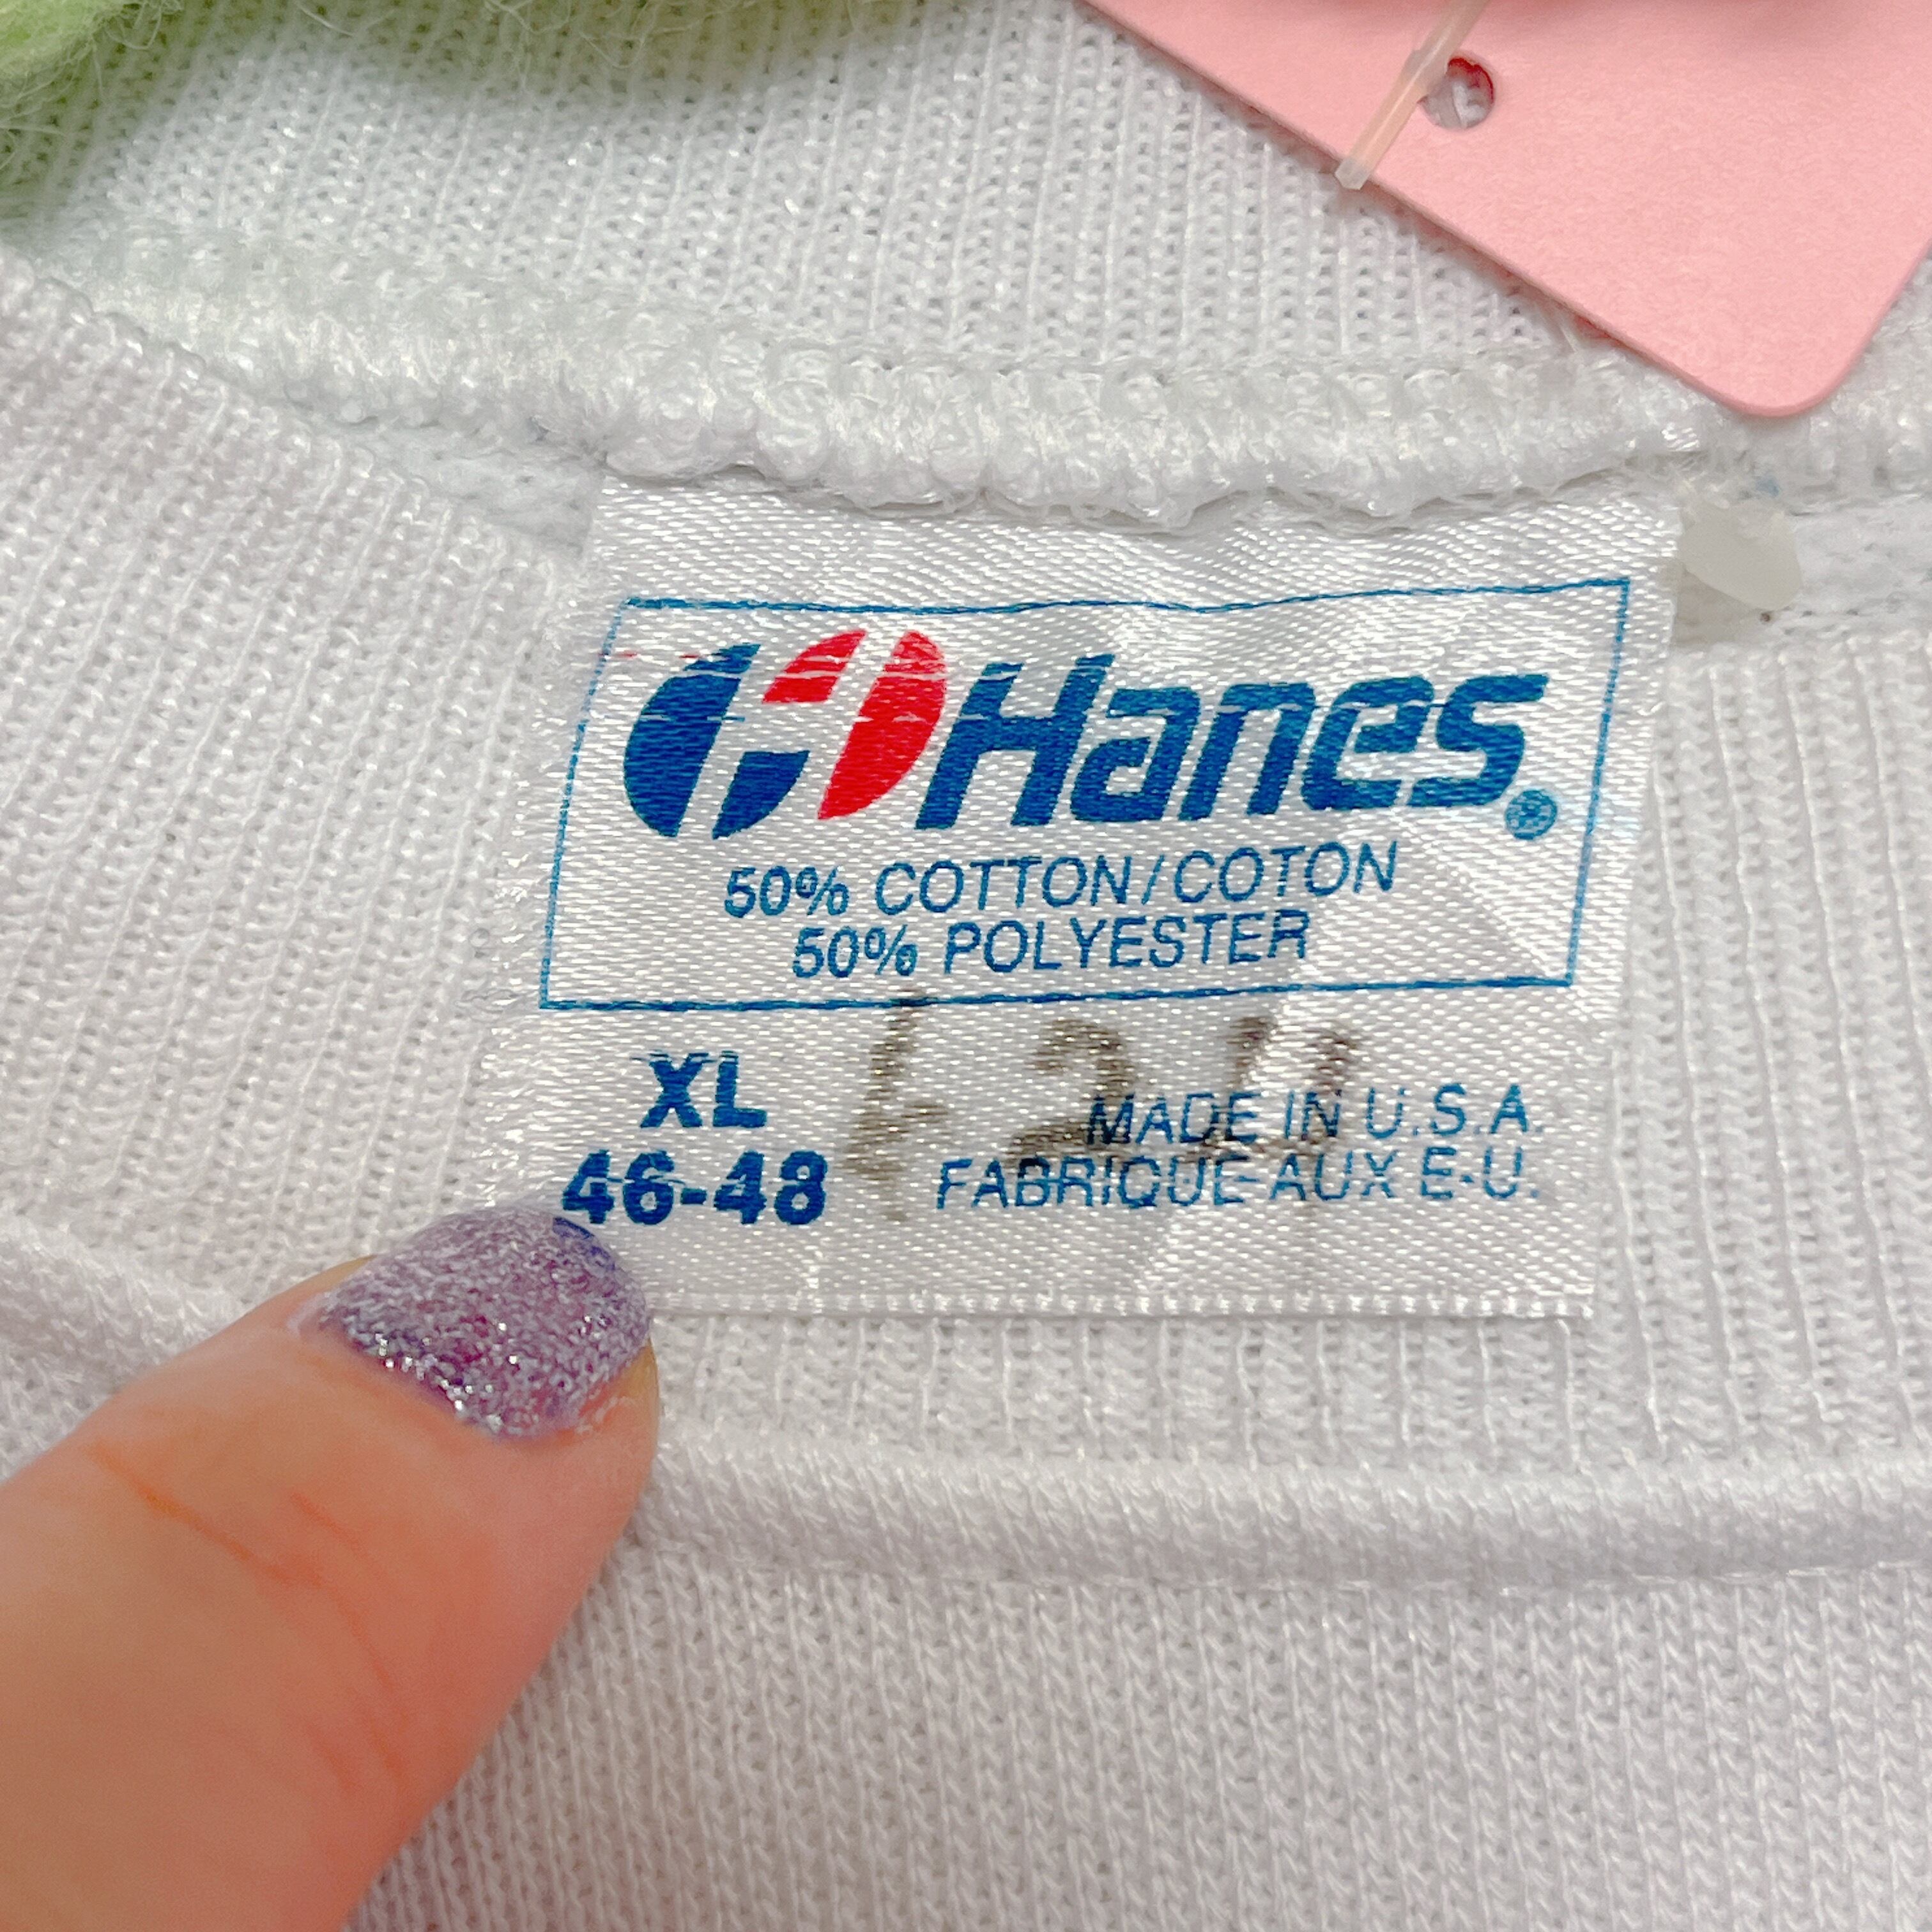 Hanes®
50% COTTON/COTON
50% POLYESTER
XL
46-48
MADE IN U.S.A.
FABRIQUE AUX E.-U.